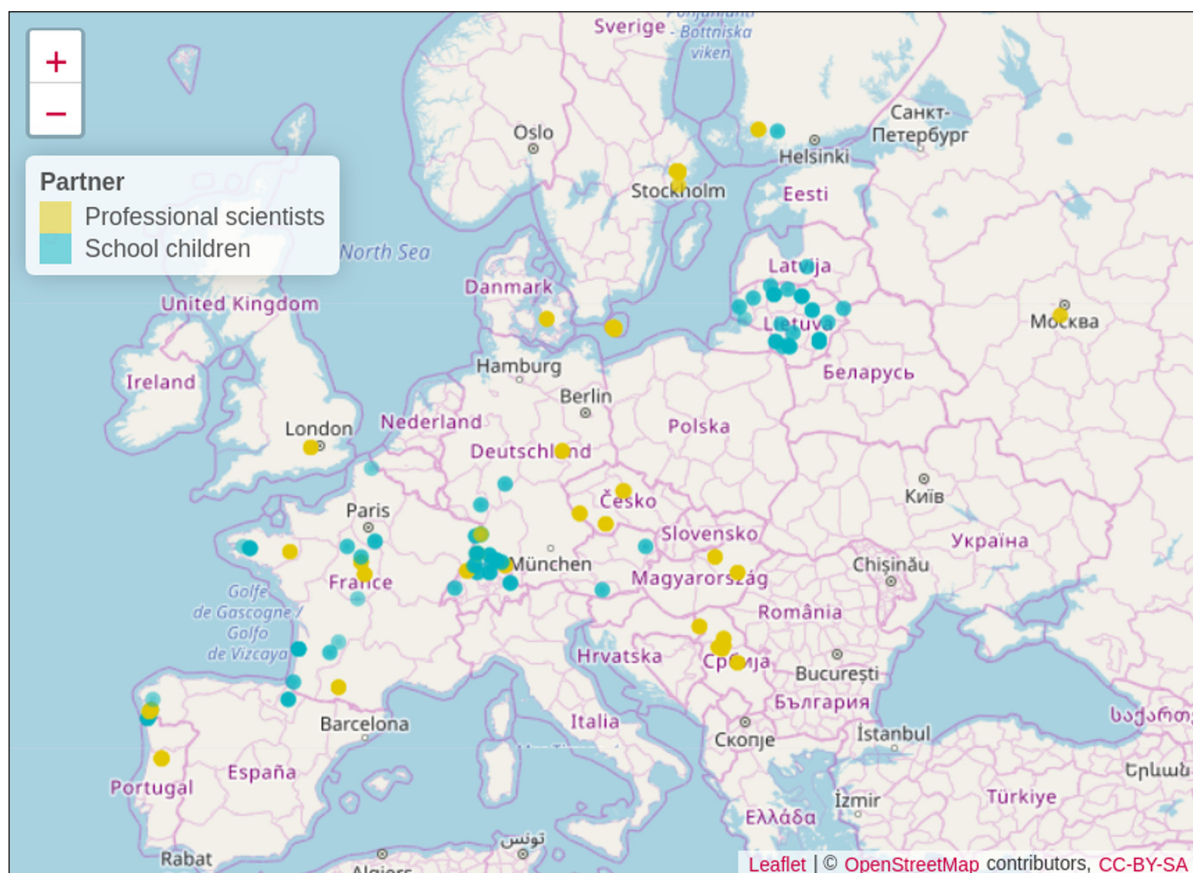 Sverige
Pohjanlahti
- Bottniska
viken
+
−
Oslo
Санкт-
Петербург
Helsinki
Stockholm
Eesti
Partner
Professional scientists
School children
North Sea
Latvija
Danmark
United Kingdom
Lietuva
Москва
Hamburg
Ireland
Беларусь
Berlin
London
Nederland
Polska
Deutschland
Київ
Česko
Paris
Slovensko
Україна
München
Chișinău
France
Magyarország
Golfe
de Gascogne /
Golfo
de Vizcaya
România
Hrvatska
Србија
București
България
Barcelona
Italia
Скопје
İstanbul
Portugal
España
İzmir
Türkiye
Ελλάδα
تونس
Rabat
Leaflet | © OpenStreetMap contributors, CC-BY-SA